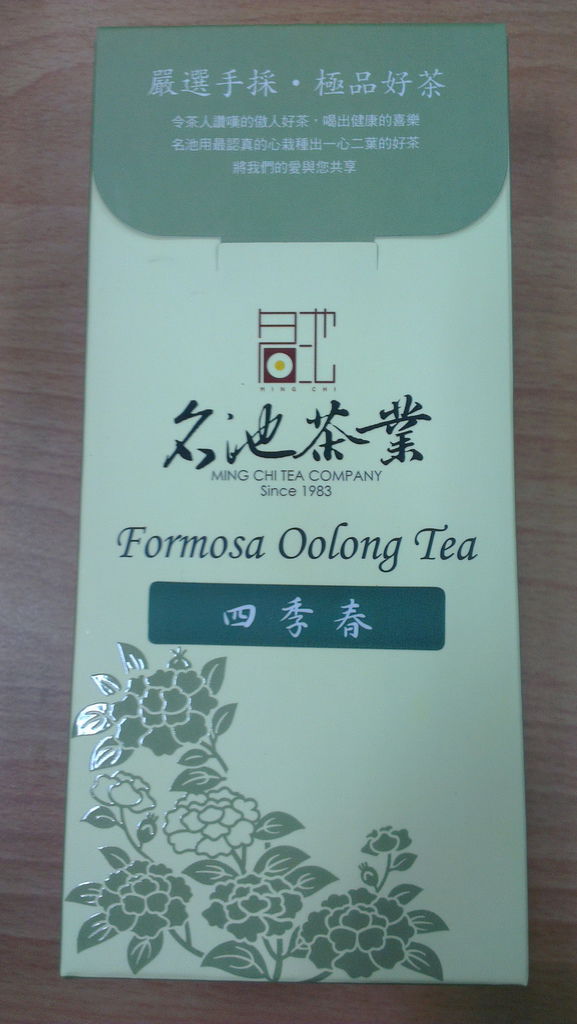 嚴選手採・極品好茶
令茶人讚嘆的傲人好茶，喝出健康的喜樂
名池用最認真的心栽種出一心二葉的好茶
將我們的愛與您共享
名池
MING CHI
名池茶業
MING CHI TEA COMPANY
Since 1983
Formosa Oolong Tea
四季春